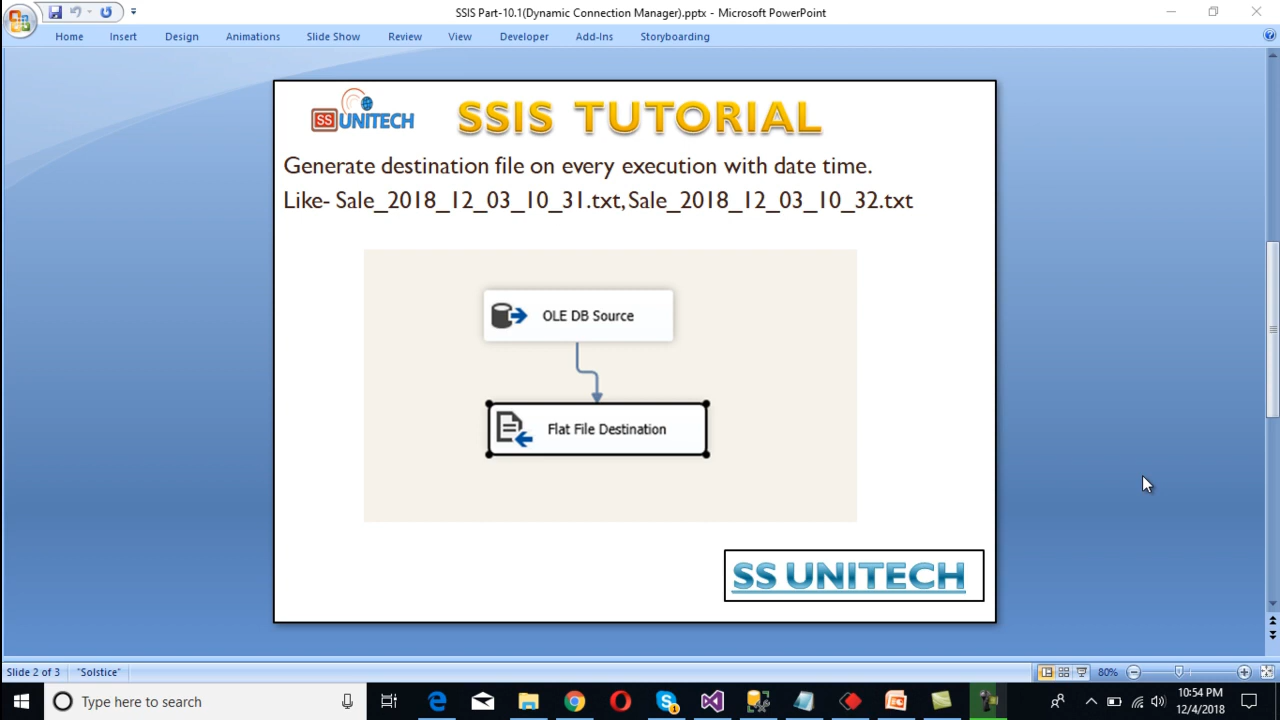 SSIS Part-10.1(Dynamic Connection Manager).pptx - Microsoft PowerPoint
Home Insert Design Animations Slide Show Review View Developer Add-Ins Storyboarding
SS UNITECH
SSIS TUTORIAL
Generate destination file on every execution with date time.
Like- Sale_2018_12_03_10_31.txt,Sale_2018_12_03_10_32.txt
OLE DB Source
Flat File Destination
SS UNITECH
Slide 2 of 3 "Solstice" 80%
Type here to search
10:54 PM
12/4/2018